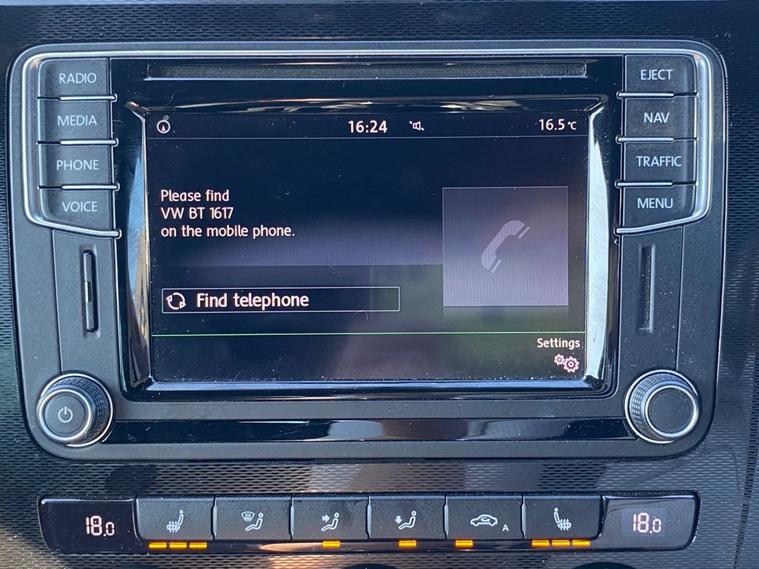 RADIO
MEDIA
PHONE
VOICE
16:24
16.5°C
Please find
VW BT 1617
on the mobile phone.
Find telephone
Settings
EJECT
NAV
TRAFFIC
MENU
18.0
A
18.0